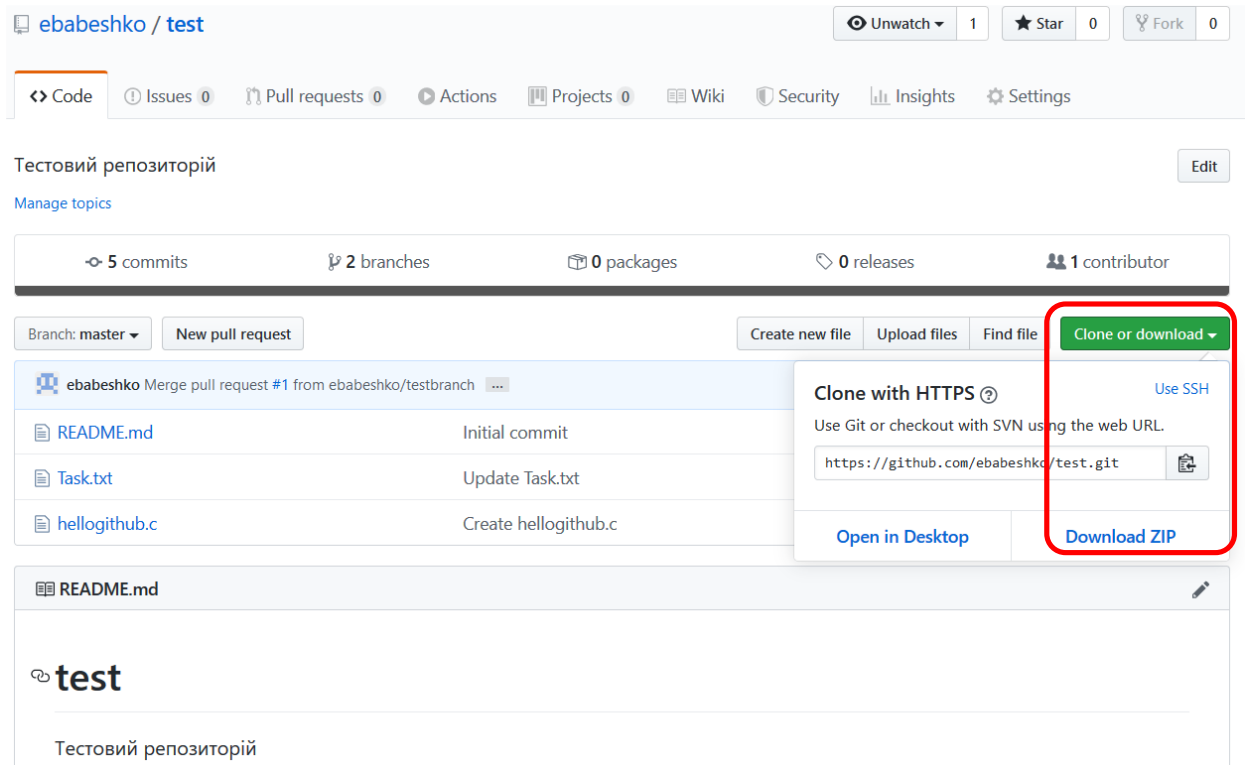 ebabeshko / test Unwatch 1 Star 0 Fork 0
Code Issues 0 Pull requests 0 Actions Projects 0 Wiki Security Insights Settings
Тестовий репозиторій Edit
Manage topics
5 commits 2 branches 0 packages 0 releases 1 contributor
Branch: master New pull request Create new file Upload files Find file Clone or download
ebabeshko Merge pull request #1 from ebabeshko/testbranch ...
README.md Initial commit
Task.txt Update Task.txt
hellogithub.c Create hellogithub.c
Clone with HTTPS ? Use SSH
Use Git or checkout with SVN using the web URL.
https://github.com/ebabeshko/test.git
Open in Desktop Download ZIP
README.md
test
Тестовий репозиторій